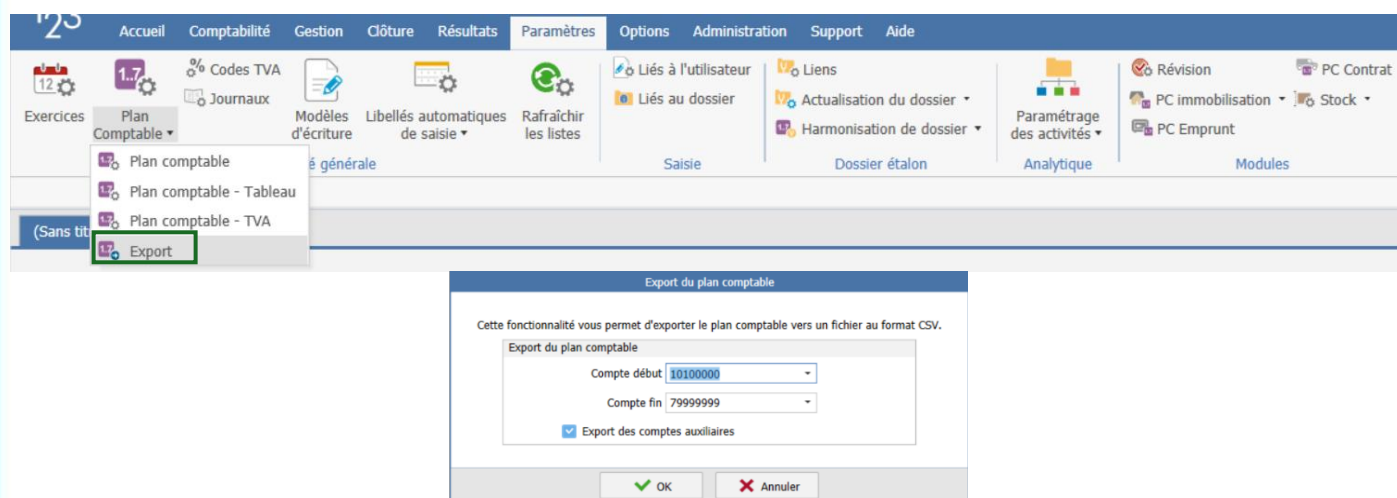 123
Accueil Comptabilité Gestion Clôture Résultats Paramètres Options Administration Support Aide
Exercices
Plan Comptable
Codes TVA
Journaux
Modèles d'écriture
Libellés automatiques de saisie
Rafraîchir les listes
Liés à l'utilisateur
Liés au dossier
Liens
Actualisation du dossier
Harmonisation de dossier
Paramétrage des activités
Révision
PC immobilisation
PC Emprunt
PC Contrat
Stock
é générale
Saisie
Dossier étalon
Analytique
Modules
Plan comptable
Plan comptable - Tableau
Plan comptable - TVA
Export
(Sans tit
Export du plan comptable
Cette fonctionnalité vous permet d'exporter le plan comptable vers un fichier au format CSV.
Export du plan comptable
Compte début 10100000
Compte fin 79999999
Export des comptes auxiliaires
OK Annuler